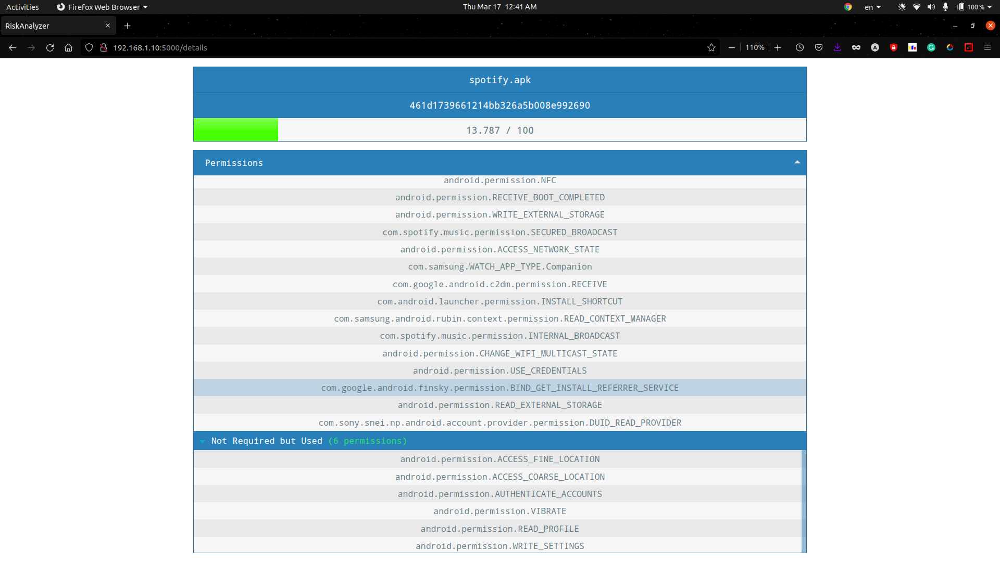 Activities Firefox Web Browser Thu Mar 17 12:41 AM en 100 %
RiskAnalyzer
192.168.1.10:5000/details 110%
spotify.apk
461d1739661214bb326a5b008e992690
13.787 / 100
Permissions
android.permission.NFC
android.permission.RECEIVE_BOOT_COMPLETED
android.permission.WRITE_EXTERNAL_STORAGE
com.spotify.music.permission.SECURED_BROADCAST
android.permission.ACCESS_NETWORK_STATE
com.samsung.WATCH_APP_TYPE.Companion
com.google.android.c2dm.permission.RECEIVE
com.android.launcher.permission.INSTALL_SHORTCUT
com.samsung.android.rubin.context.permission.READ_CONTEXT_MANAGER
com.spotify.music.permission.INTERNAL_BROADCAST
android.permission.CHANGE_WIFI_MULTICAST_STATE
android.permission.USE_CREDENTIALS
com.google.android.finsky.permission.BIND_GET_INSTALL_REFERRER_SERVICE
android.permission.READ_EXTERNAL_STORAGE
com.sony.snei.np.android.account.provider.permission.DUID_READ_PROVIDER
Not Required but Used (6 permissions)
android.permission.ACCESS_FINE_LOCATION
android.permission.ACCESS_COARSE_LOCATION
android.permission.AUTHENTICATE_ACCOUNTS
android.permission.VIBRATE
android.permission.READ_PROFILE
android.permission.WRITE_SETTINGS